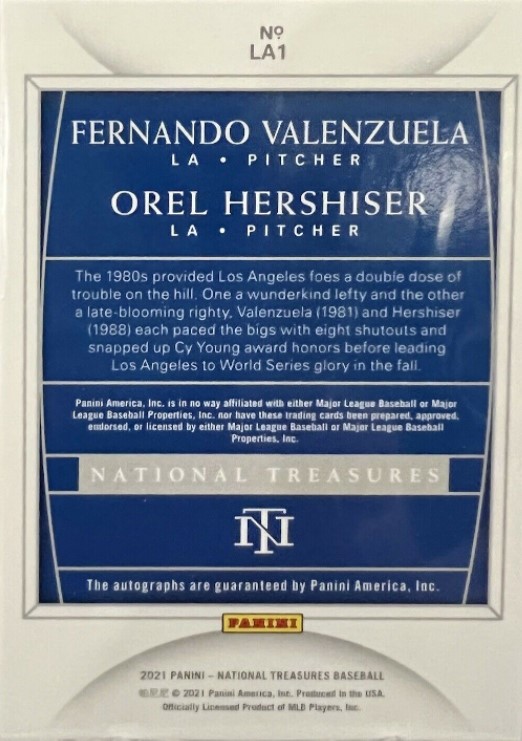 Nº
LA1
FERNANDO VALENZUELA
LA • PITCHER
OREL HERSHISER
LA • PITCHER
The 1980s provided Los Angeles foes a double dose of
trouble on the hill. One a wunderkind lefty and the other
a late-blooming righty, Valenzuela (1981) and Hershiser
(1988) each paced the bigs with eight shutouts and
snapped up Cy Young award honors before leading
Los Angeles to World Series glory in the fall.
Panini America, Inc. is in no way affiliated with either Major League Baseball or Major
League Baseball Properties, Inc. nor have these trading cards been prepared, approved,
endorsed, or licensed by either Major League Baseball or Major League Baseball
Properties, Inc.
NATIONAL TREASURES
NT
The autographs are guaranteed by Panini America, Inc.
PANINI
2021 PANINI – NATIONAL TREASURES BASEBALL
© 2021 Panini America, Inc. Produced in the USA.
Officially Licensed Product of MLB Players, Inc.